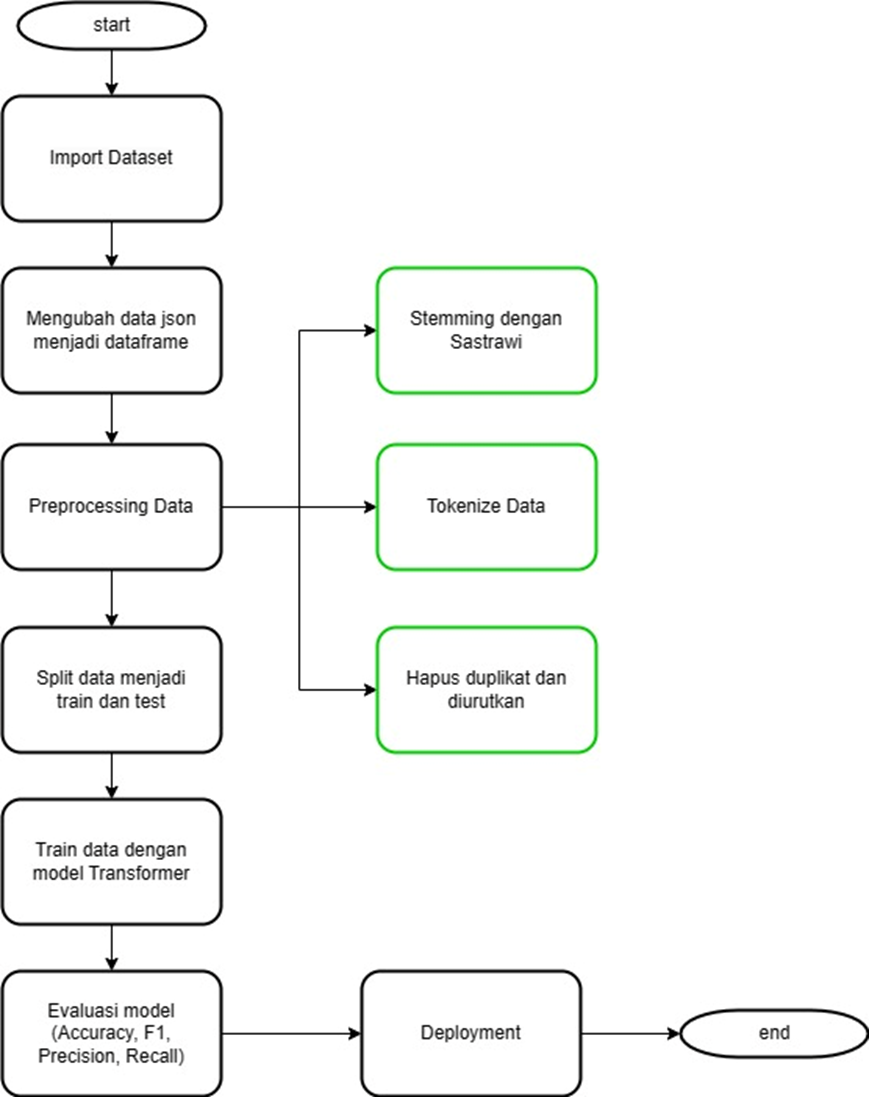 start
Import Dataset
Mengubah data json
menjadi dataframe
Stemming dengan
Sastrawi
Preprocessing Data
Tokenize Data
Split data menjadi
train dan test
Hapus duplikat dan
diurutkan
Train data dengan
model Transformer
Evaluasi model
(Accuracy, F1,
Precision, Recall)
Deployment
end